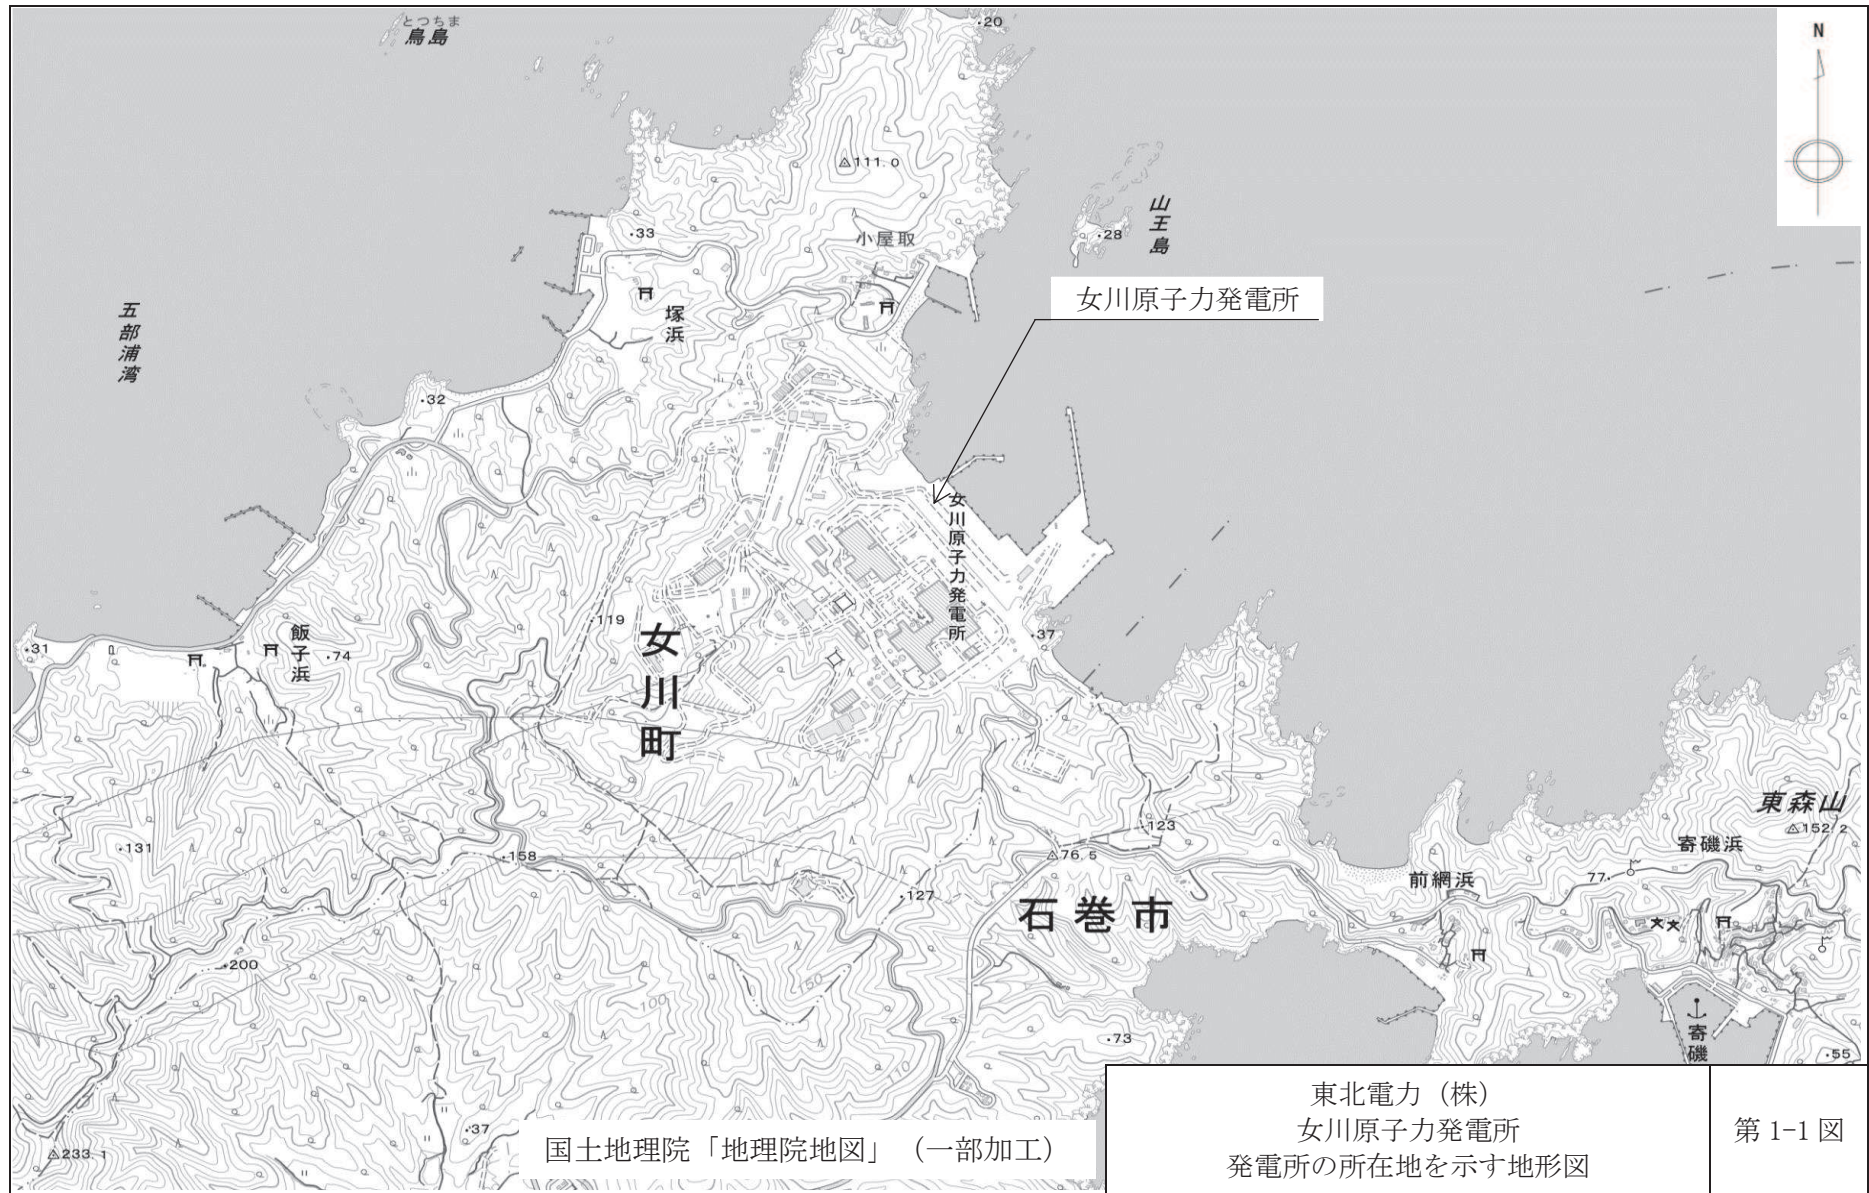 とつちま
鳥島
・20
N
△111.0
山王島
・28
・33
小屋取
女川原子力発電所
五部浦湾
塚浜
・32
女川原子力発電所
・119
飯子浜
・31
・74
・37
女川町
東森山
△152.2
・123
寄磯浜
・131
・158
△76.5
77・
前網浜
・127
石巻市
・200
100
150
寄磯
・73
・55
110
・37
△233.1
国土地理院「地理院地図」（一部加工）
東北電力（株）
女川原子力発電所
発電所の所在地を示す地形図
第 1-1 図